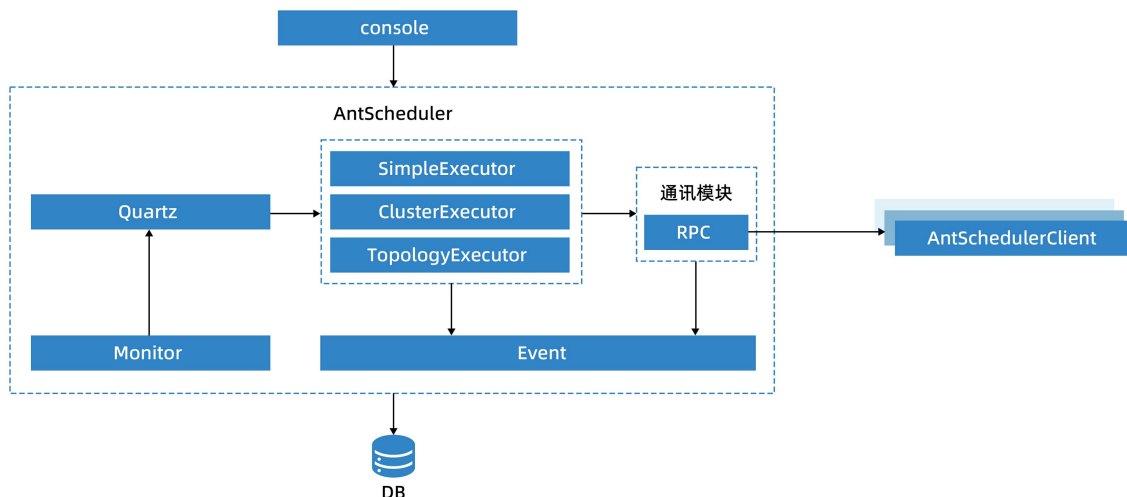 console
AntScheduler
SimpleExecutor
通讯模块
Quartz
ClusterExecutor
RPC
AntSchedulerClient
TopologyExecutor
Monitor
Event
DB